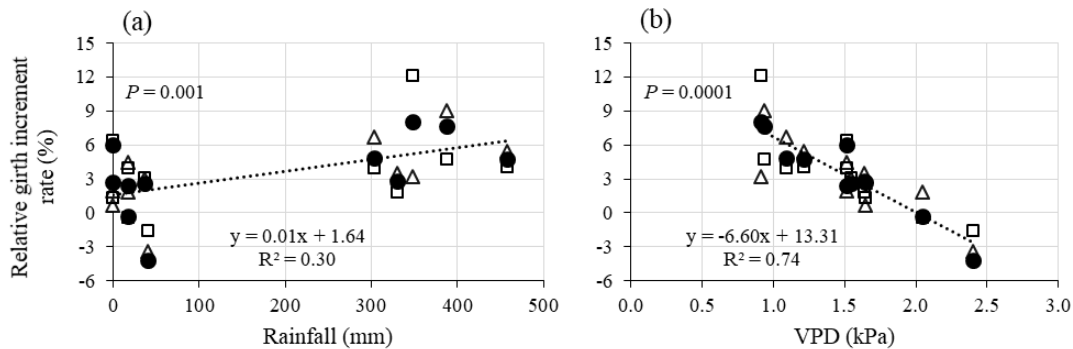 (a)
15
12
9
6
3
0
-3
-6
Relative girth increment
rate (%)
P = 0.001
y = 0.01x + 1.64
R² = 0.30
0 100 200 300 400 500
Rainfall (mm)
(b)
15
12
9
6
3
0
-3
-6
P = 0.0001
y = -6.60x + 13.31
R² = 0.74
0.0 0.5 1.0 1.5 2.0 2.5 3.0
VPD (kPa)